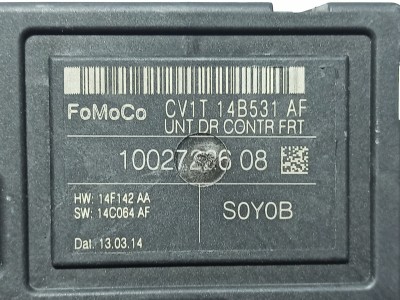 FoMoCo CV1T 14B531 AF
UNT DR CONTR FRT
HW: 14F142 AA
SW: 14C064 AF
S0Y0B
Dat. 13.03.14